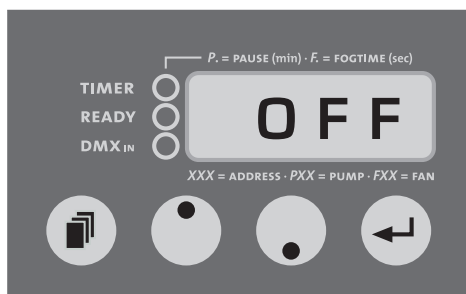 P. = PAUSE (min) · F. = FOGTIME (sec)
TIMER
READY
DMX IN
OFF
XXX = ADDRESS · PXX = PUMP · FXX = FAN